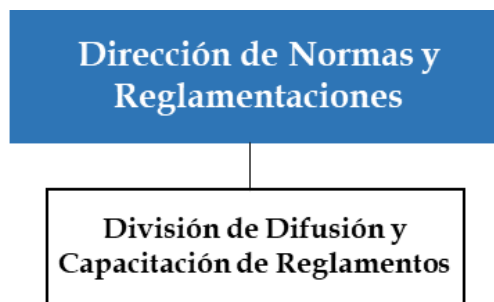 Dirección de Normas y
Reglamentaciones
División de Difusión y
Capacitación de Reglamentos